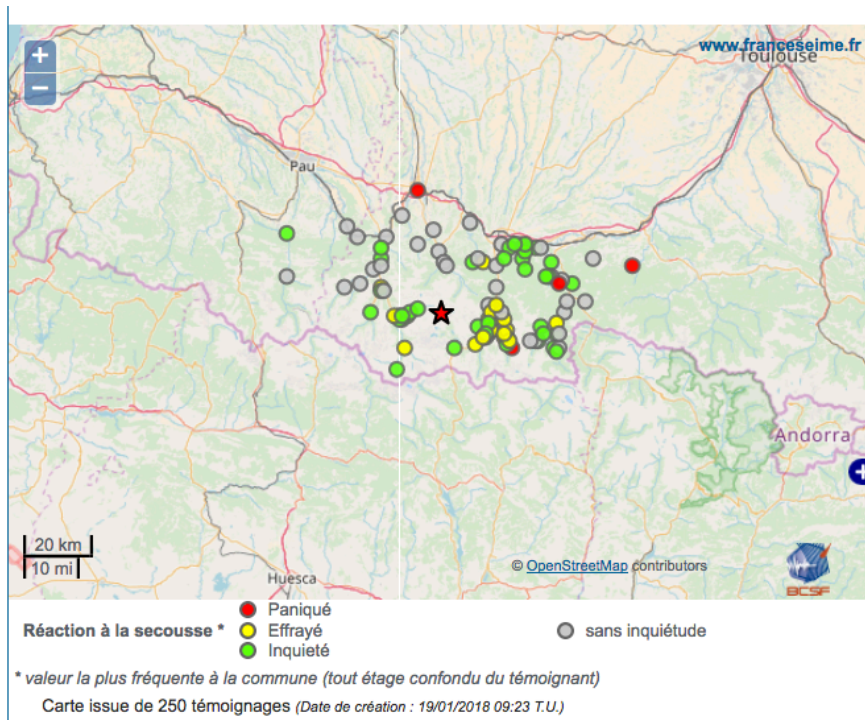 +
−
www.franceseime.fr
Toulouse
Pau
Andorra
+
20 km
10 mi
Huesca
© OpenStreetMap contributors
BCSF
Réaction à la secousse *
Paniqué
Effrayé
Inquieté
sans inquiétude
* valeur la plus fréquente à la commune (tout étage confondu du témoignant)
Carte issue de 250 témoignages (Date de création : 19/01/2018 09:23 T.U.)